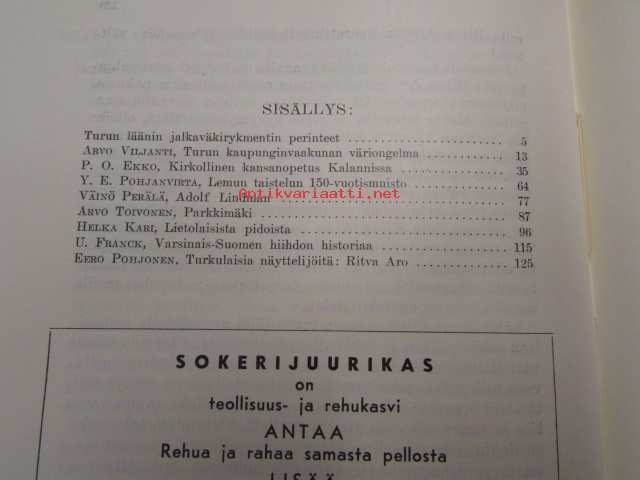 SISÄLLYS:
Turun läänin jalkaväkirykmentin perinteet 5
Arvo Viljanti, Turun kaupunginvaakunan väriongelma 13
P. O. Ekko, Kirkollinen kansanopetus Kalannissa 35
Y. E. Pohjanvirta, Lemun taistelun 150-vuotismuisto 64
Antikvariaatti.net
Väinö Perälä, Adolf Lindman 77
Arvo Toivonen, Parkkimäki 87
Helka Kari, Lietolaisista pidoista 96
U. Franck, Varsinais-Suomen hiihdon historiaa 115
Eero Pohjonen, Turkulaisia näyttelijöitä: Ritva Aro 125
SOKERIJUURIKAS
on
teollisuus- ja rehukasvi
ANTAA
Rehua ja rahaa samasta pellosta
LISÄÄ